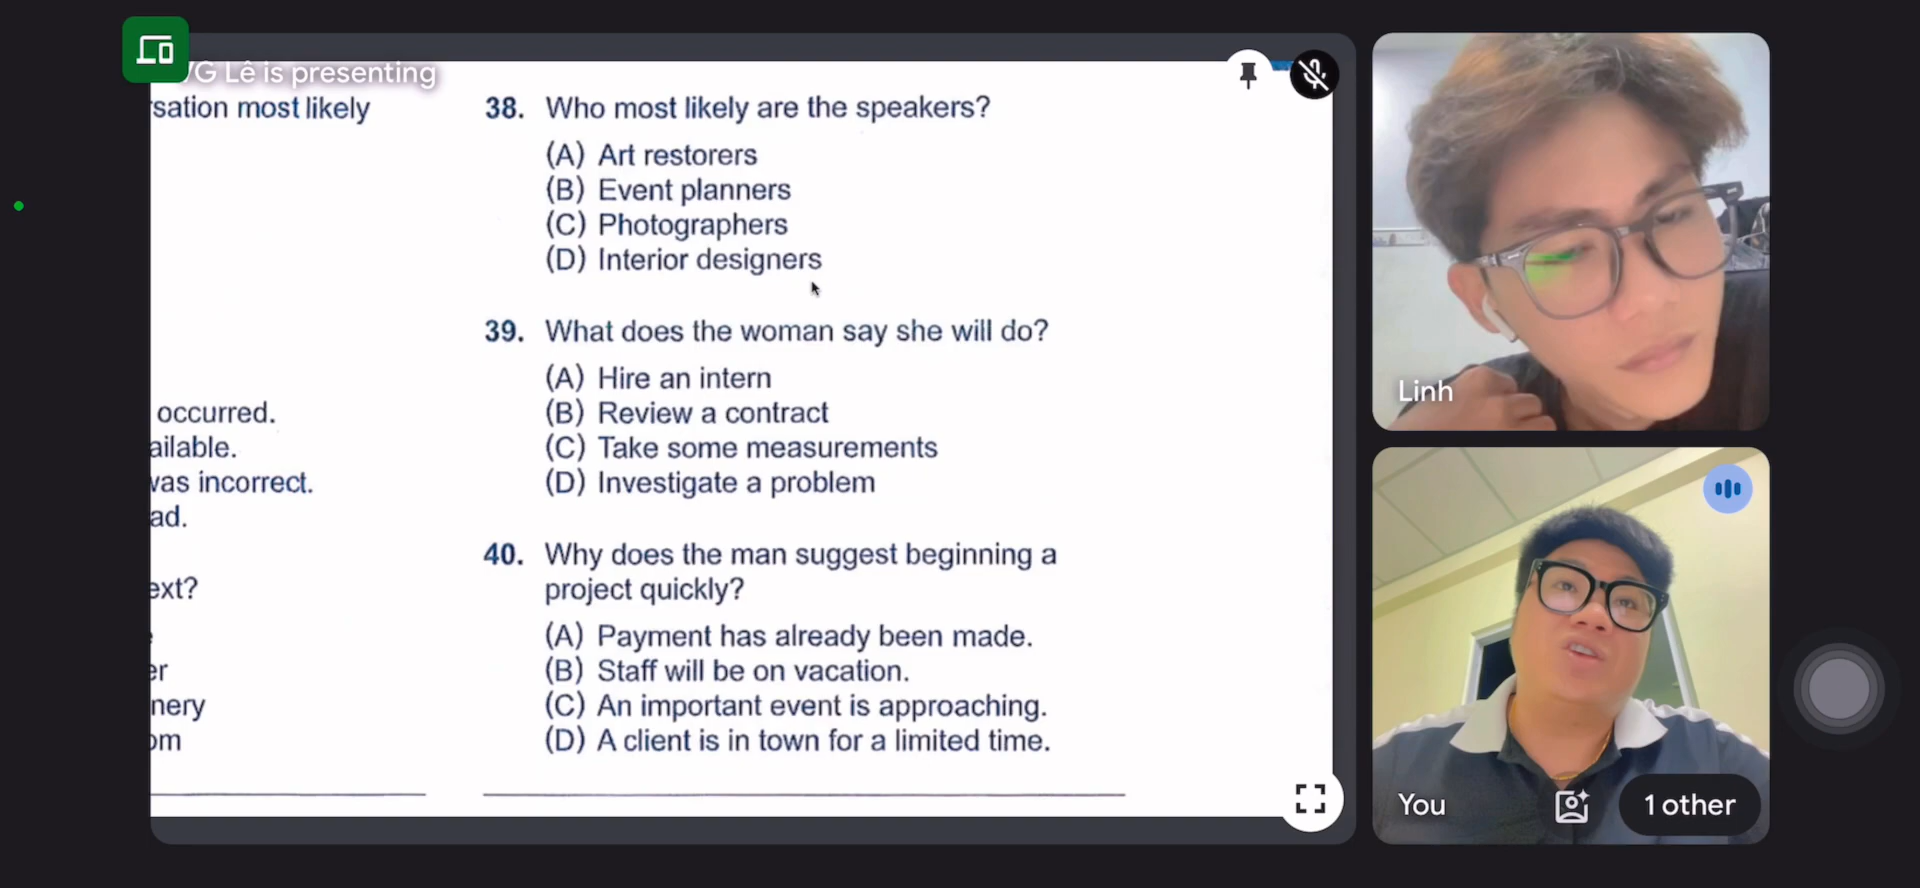 VG Lê is presenting
sation most likely
occurred.
ailable.
was incorrect.
ad.
ext?
er
nery
om
38. Who most likely are the speakers?
(A) Art restorers
(B) Event planners
(C) Photographers
(D) Interior designers
39. What does the woman say she will do?
(A) Hire an intern
(B) Review a contract
(C) Take some measurements
(D) Investigate a problem
40. Why does the man suggest beginning a
project quickly?
(A) Payment has already been made.
(B) Staff will be on vacation.
(C) An important event is approaching.
(D) A client is in town for a limited time.
Linh
You
1 other